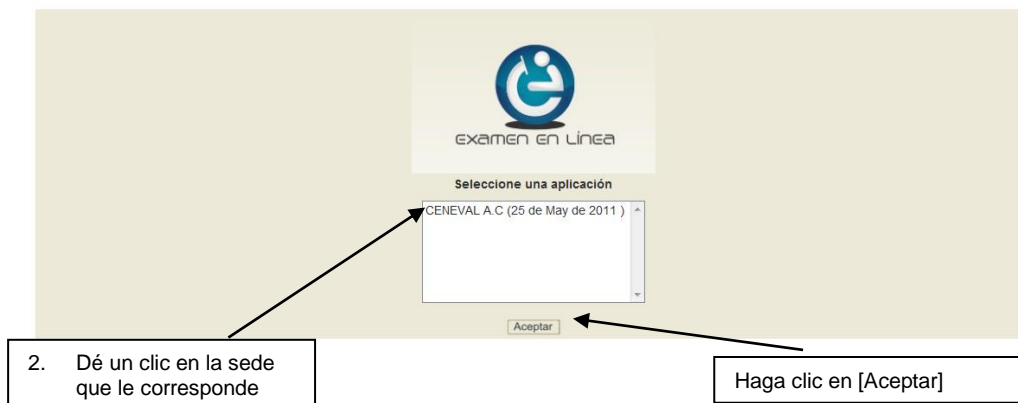 examen en Línea
Seleccione una aplicación
CENEVAL A.C (25 de May de 2011 )
Aceptar
2. Dé un clic en la sede
que le corresponde
Haga clic en [Aceptar]